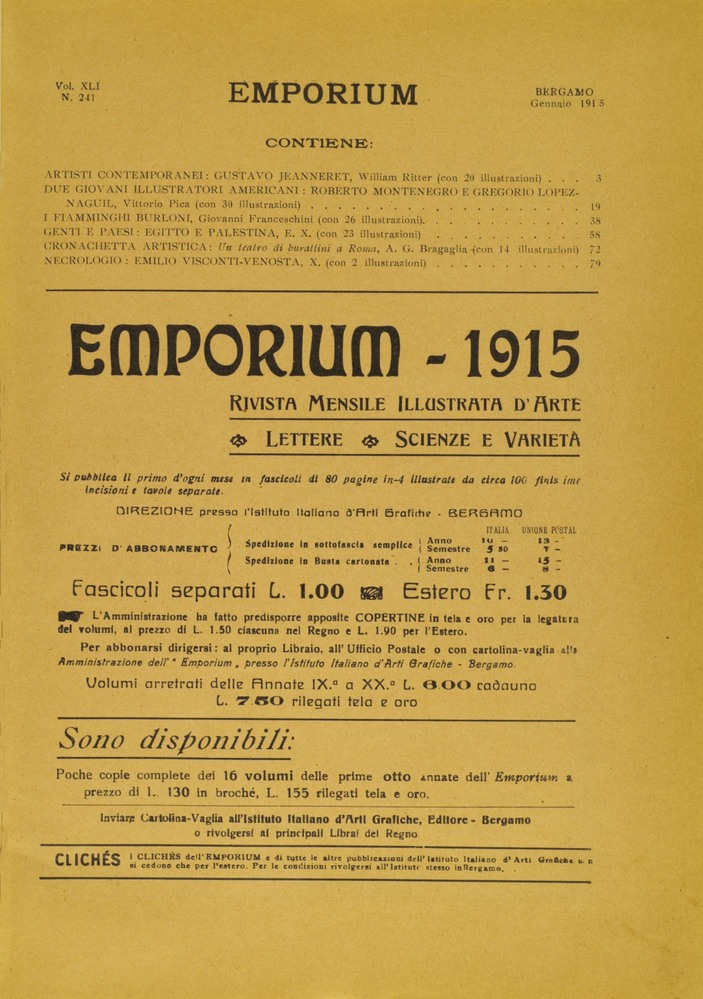 Vol. XLI
N. 241
EMPORIUM
BERGAMO
Gennaio 1915
CONTIENE:
ARTISTI CONTEMPORANEI: GUSTAVO JEANNERET, William Ritter (con 20 illustrazioni) . . . 3
DUE GIOVANI ILLUSTRATORI AMERICANI: ROBERTO MONTENEGRO E GREGORIO LOPEZ-
NAGUIL, Vittorio Pica (con 30 illustrazioni) . . . . . . . . . . . . . . . . . 19
I FIAMMINGHI BURLONI, Giovanni Franceschini (con 26 illustrazioni). . . . . . . . . . 38
GENTI E PAESI: EGITTO E PALESTINA, E. X. (con 23 illustrazioni) . . . . . . . . . . 58
CRONACHETTA ARTISTICA: Un teatro di burattini a Roma, A. G. Bragaglia (con 14 illustrazioni) 72
NECROLOGIO: EMILIO VISCONTI-VENOSTA, X. (con 2 illustrazioni) . . . . . . . . . . 79
EMPORIUM - 1915
RIVISTA MENSILE ILLUSTRATA D'ARTE
LETTERE SCIENZE E VARIETÀ
Si pubblica il primo d'ogni mese in fascicoli di 80 pagine in-4 illustrate da circa 100 finis ime
incisioni e tavole separate.
DIREZIONE presso l'Istituto Italiano d'Arti Grafiche - BERGAMO
ITALIA UNIONE POSTAL
PREZZI D'ABBONAMENTO
Spedizione in sottofascia semplice Anno 10 - 13 -
Semestre 5 50 7 -
Spedizione in Busta cartonata . . Anno 11 - 15 -
Semestre 6 - 8 -
Fascicoli separati L. 1.00 Estero Fr. 1.30
L'Amministrazione ha fatto predisporre apposite COPERTINE in tela e oro per la legatura
dei volumi, al prezzo di L. 1.50 ciascuna nel Regno e L. 1.90 per l'Estero.
Per abbonarsi dirigersi: al proprio Libraio, all'Ufficio Postale o con cartolina-vaglia alla
Amministrazione dell'" Emporium „ presso l'Istituto Italiano d'Arti Grafiche - Bergamo.
Volumi arretrati delle Annate IX.ª a XX.ª L. 6.00 cadauno
L. 7.50 rilegati tela e oro
Sono disponibili:
Poche copie complete dei 16 volumi delle prime otto annate dell' Emporium a
prezzo di L. 130 in broché, L. 155 rilegati tela e oro.
Inviare Cartolina-Vaglia all'Istituto Italiano d'Arti Grafiche, Editore - Bergamo
o rivolgersi ai principali Librai del Regno
CLICHÉS I CLICHÉS dell'EMPORIUM e di tutte le altre pubblicazioni dell'Istituto Italiano d'Arti Grafiche
si cedono che per l'estero. Per le condizioni rivolgersi all'Istituto stesso in Bergamo.